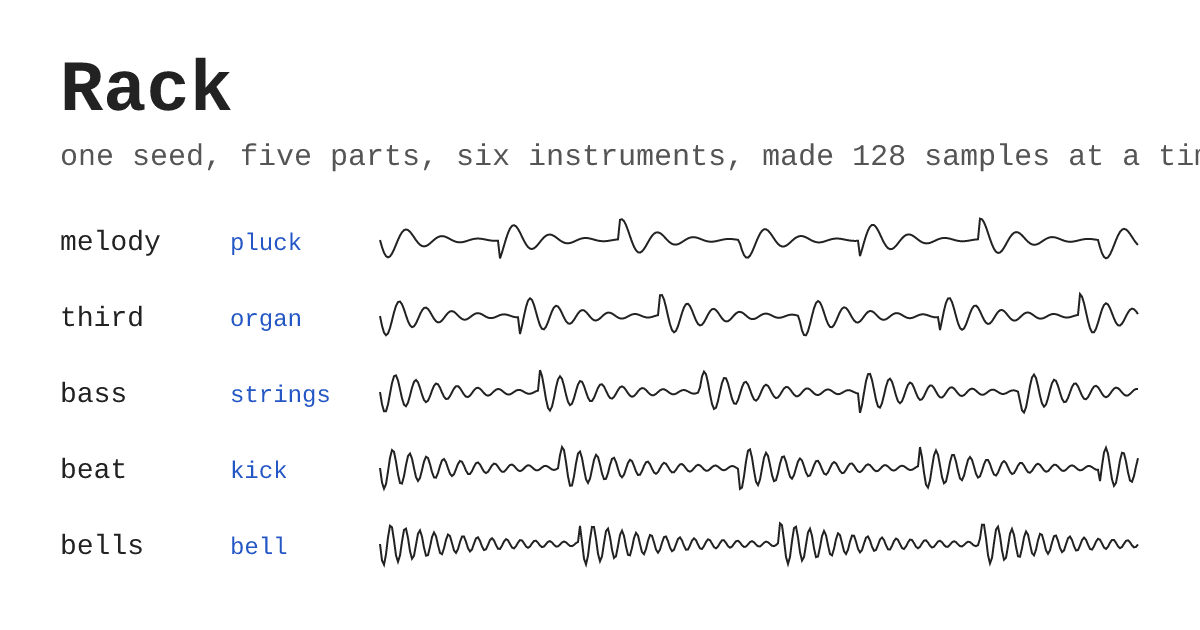 Rack
one seed, five parts, six instruments, made 128 samples at a
melody pluck
third organ
bass strings
beat kick
bells bell